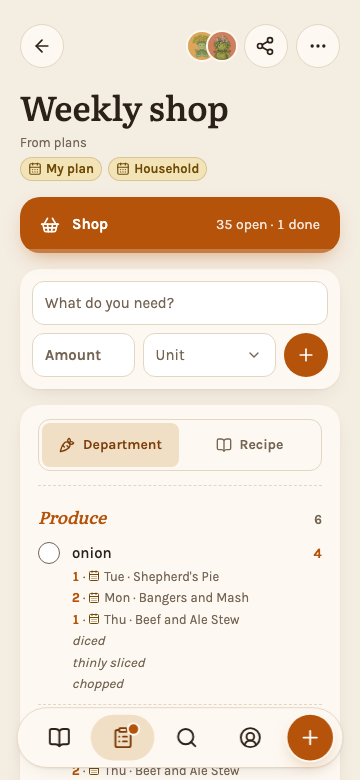 Weekly shop
From plans
My plan Household
Shop 35 open · 1 done
What do you need?
Amount Unit
Department Recipe
Produce 6
onion 4
1 · Tue · Shepherd's Pie
2 · Mon · Bangers and Mash
1 · Thu · Beef and Ale Stew
diced
thinly sliced
chopped
2 · Thu · Beef and Ale Stew